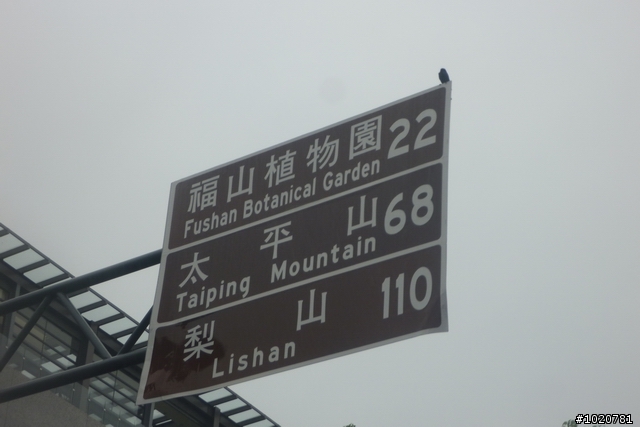 福山植物園 22
Fushan Botanical Garden
太平山 68
Taiping Mountain
梨山 110
Lishan
#1020781